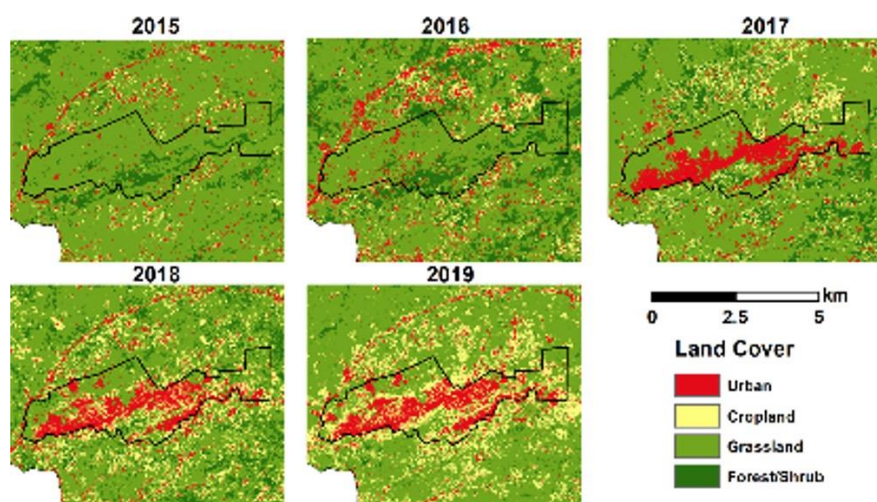 2015
2016
2017
2018
2019
km
0
2.5
5
Land Cover
Urban
Cropland
Grassland
Forest/Shrub